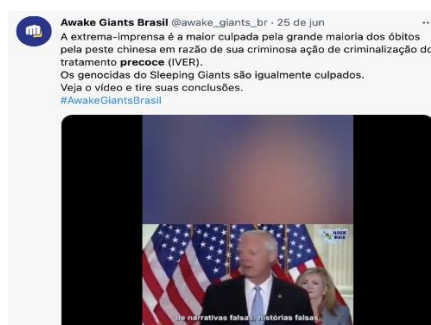 Awake Giants Brasil @awake_giants_br · 25 de jun
A extrema-imprensa é a maior culpada pela grande maioria dos óbitos
pela peste chinesa em razão de sua criminosa ação de criminalização do
tratamento precoce (IVER).
Os genocidas do Sleeping Giants são igualmente culpados.
Veja o vídeo e tire suas conclusões.
#AwakeGiantsBrasil
de narrativas falsas, histórias falsas,